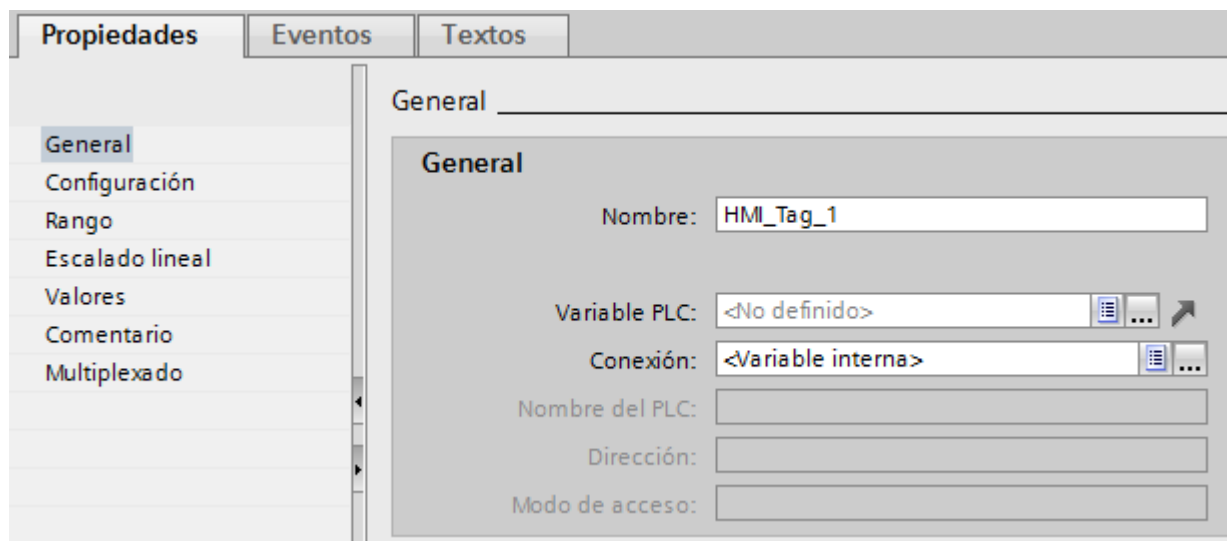 Propiedades Eventos Textos
General
General
Configuración
Rango
Escalado lineal
Valores
Comentario
Multiplexado
General
Nombre: HMI_Tag_1
Variable PLC: <No definido> ...
Conexión: <Variable interna> ...
Nombre del PLC:
Dirección:
Modo de acceso: